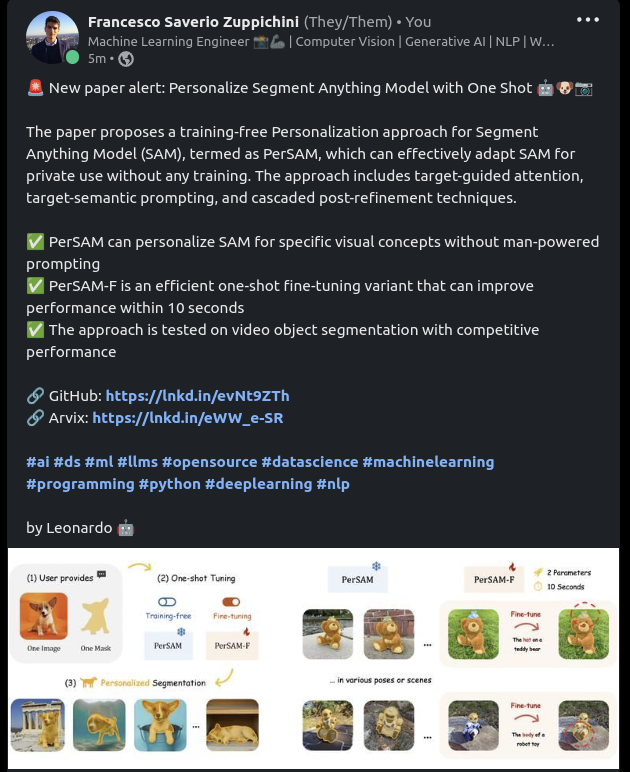 Francesco Saverio Zuppichini (They/Them) • You
Machine Learning Engineer 📸🦾 | Computer Vision | Generative AI | NLP | W…
5m •
🚨 New paper alert: Personalize Segment Anything Model with One Shot 🤖🐶📷
The paper proposes a training-free Personalization approach for Segment
Anything Model (SAM), termed as PerSAM, which can effectively adapt SAM for
private use without any training. The approach includes target-guided attention,
target-semantic prompting, and cascaded post-refinement techniques.
✅ PerSAM can personalize SAM for specific visual concepts without man-powered
prompting
✅ PerSAM-F is an efficient one-shot fine-tuning variant that can improve
performance within 10 seconds
✅ The approach is tested on video object segmentation with competitive
performance
🔗 GitHub: https://lnkd.in/evNt9ZTh
🔗 Arvix: https://lnkd.in/eWW_e-SR
#ai #ds #ml #llms #opensource #datascience #machinelearning
#programming #python #deeplearning #nlp
by Leonardo 🤖
(1) User provides
One Image
One Mask
(2) One-shot Tuning
Training-free
Fine-tuning
PerSAM
PerSAM-F
(3) Personalized Segmentation
...
PerSAM
PerSAM-F
2 Parameters
10 Seconds
...
Fine-tune
The hat on a
teddy bear
... in various poses or scenes
...
Fine-tune
The body of a
robot toy